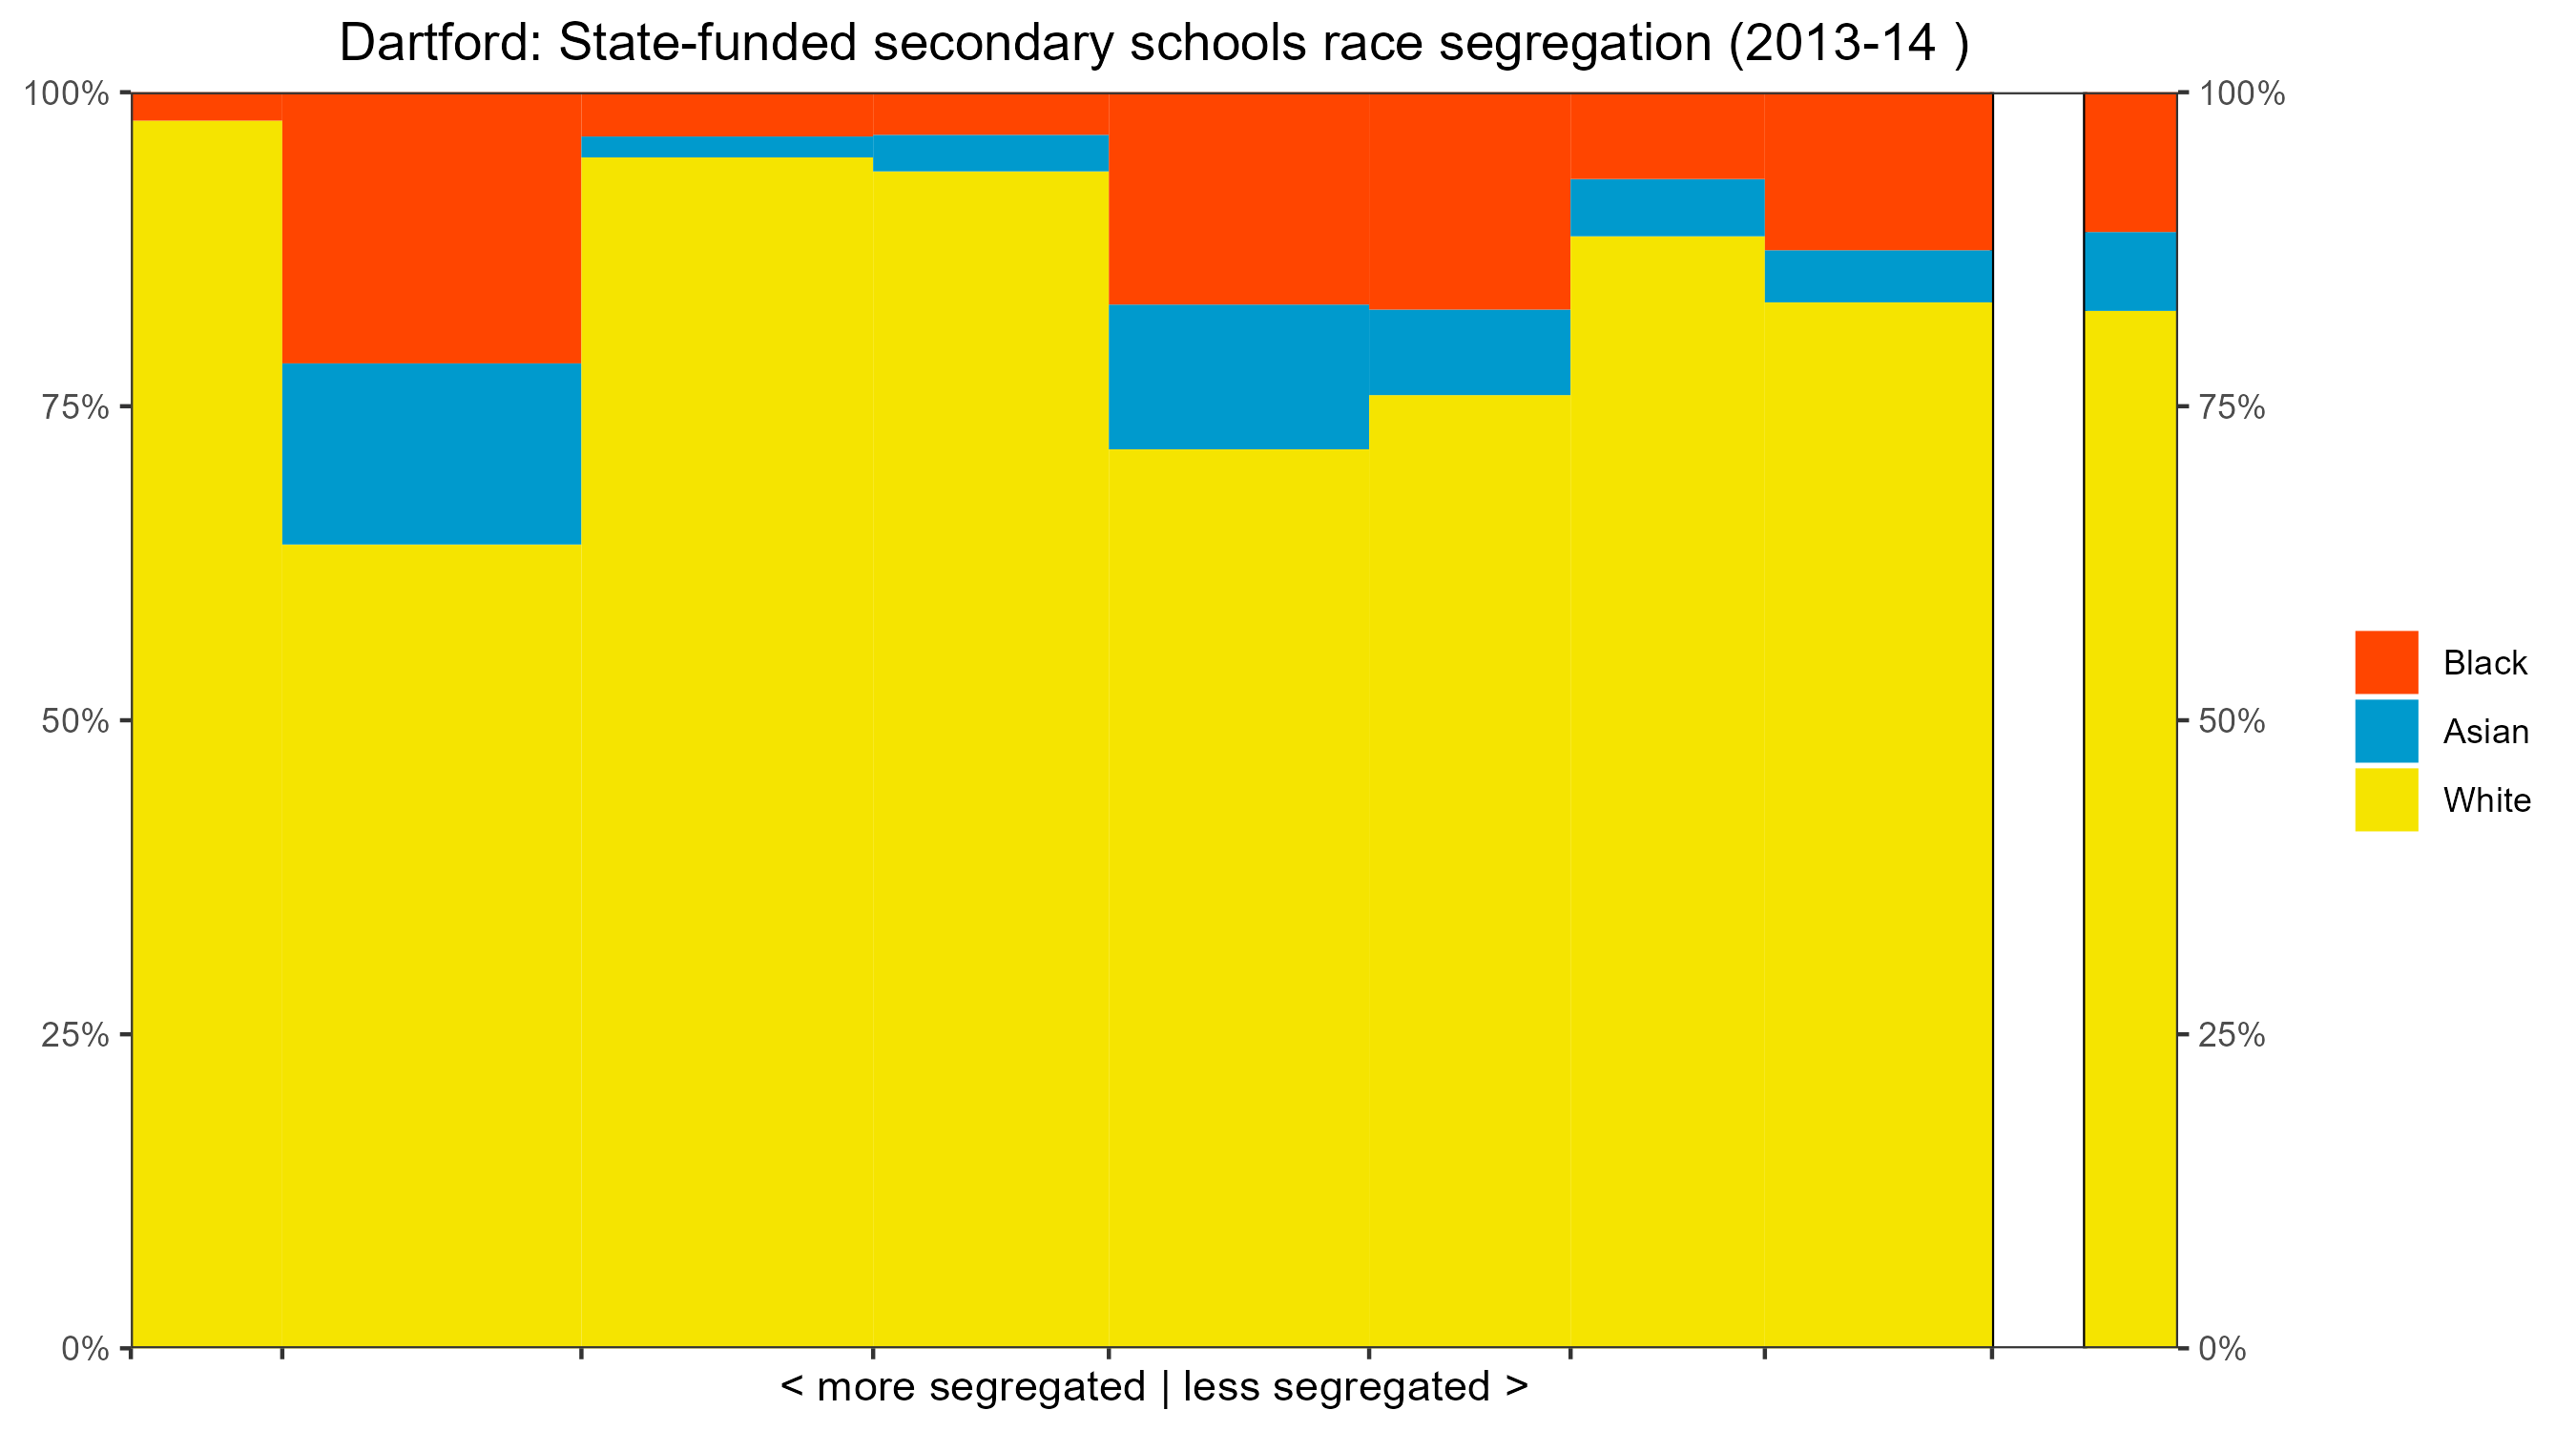 Dartford: State-funded secondary schools race segregation (2013-14 )
100%
75%
50%
25%
0%
100%
75%
50%
25%
0%
Black
Asian
White
< more segregated | less segregated >